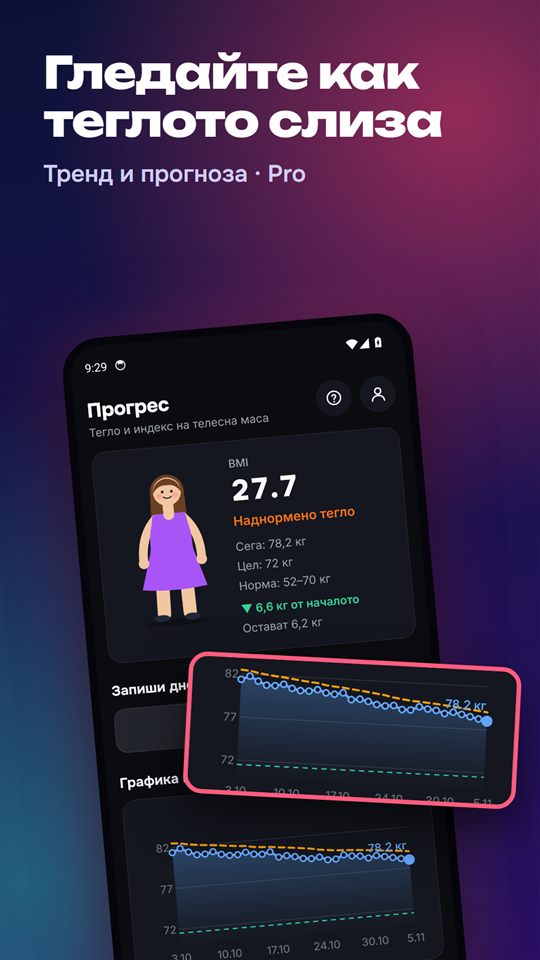 Гледайте как
теглото слиза
Тренд и прогноза · Pro
9:29
Прогрес
Тегло и индекс на телесна маса
BMI
27.7
Наднормено тегло
Сега: 78,2 кг
Цел: 72 кг
Норма: 52–70 кг
▼ 6,6 кг от началото
Остават 6,2 кг
Запиши
82
78,2 кг
77
72
3.10 10.10 17.10 24.10 30.10 5.11
Графика
82
78,2 кг
77
72
3.10 10.10 17.10 24.10 30.10 5.11